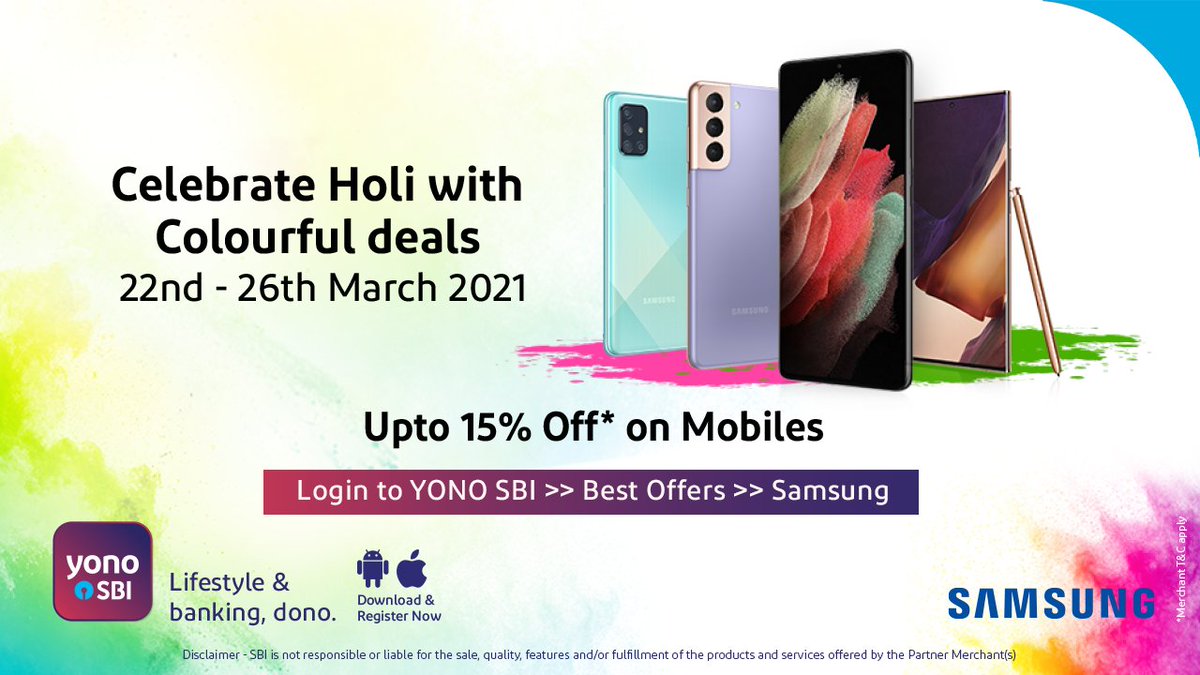 Celebrate Holi with
Colourful deals
22nd - 26th March 2021
SAMSUNG
SAMSUNG
Upto 15% Off* on Mobiles
Login to YONO SBI >> Best Offers >> Samsung
yono
SBI
Lifestyle &
banking, dono.
Download &
Register Now
SAMSUNG
*Merchant T&C apply
Disclaimer - SBI is not responsible or liable for the sale, quality, features and/or fulfillment of the products and services offered by the Partner Merchant(s)